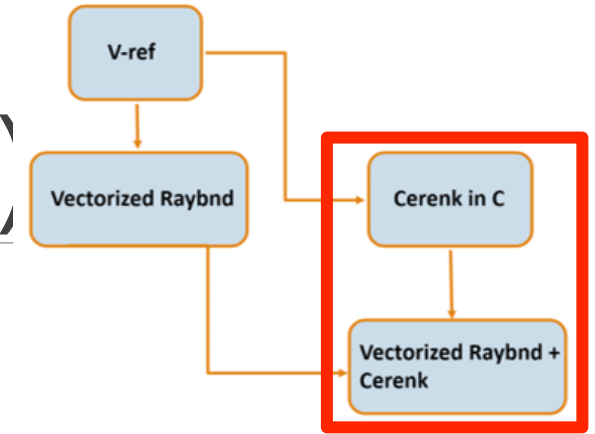 V-ref
Vectorized Raybnd
Cerenk in C
Vectorized Raybnd +
Cerenk